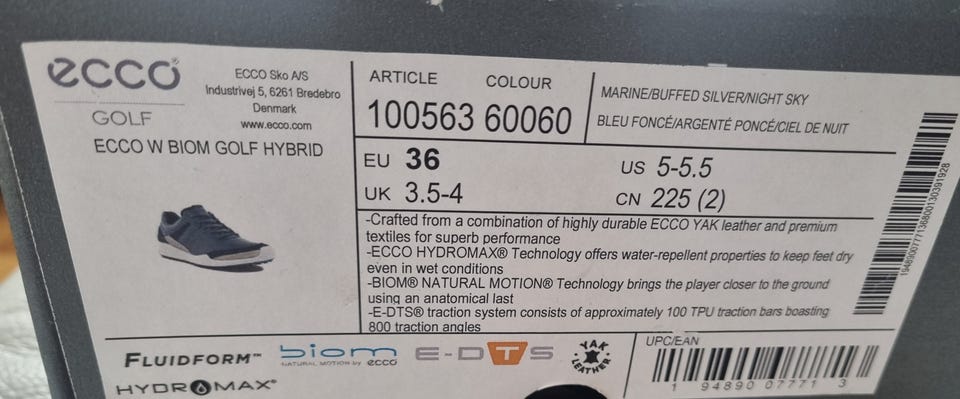 ecco®
GOLF
ECCO Sko A/S
Industrivej 5, 6261 Bredebro
Denmark
www.ecco.com
ECCO W BIOM GOLF HYBRID
ARTICLE COLOUR
100563 60060
MARINE/BUFFED SILVER/NIGHT SKY
BLEU FONCÉ/ARGENTÉ PONCÉ/CIEL DE NUIT
EU 36 US 5-5.5
UK 3.5-4 CN 225 (2)
-Crafted from a combination of highly durable ECCO YAK leather and premium
textiles for superb performance
-ECCO HYDROMAX® Technology offers water-repellent properties to keep feet dry
even in wet conditions
-BIOM® NATURAL MOTION® Technology brings the player closer to the ground
using an anatomical last
-E-DTS® traction system consists of approximately 100 TPU traction bars boasting
800 traction angles
FLUIDFORM™
biom
NATURAL MOTION by ecco
E-DTS
YAK
LEATHER
HYDROMAX®
UPC/EAN
1 94890 07771 3